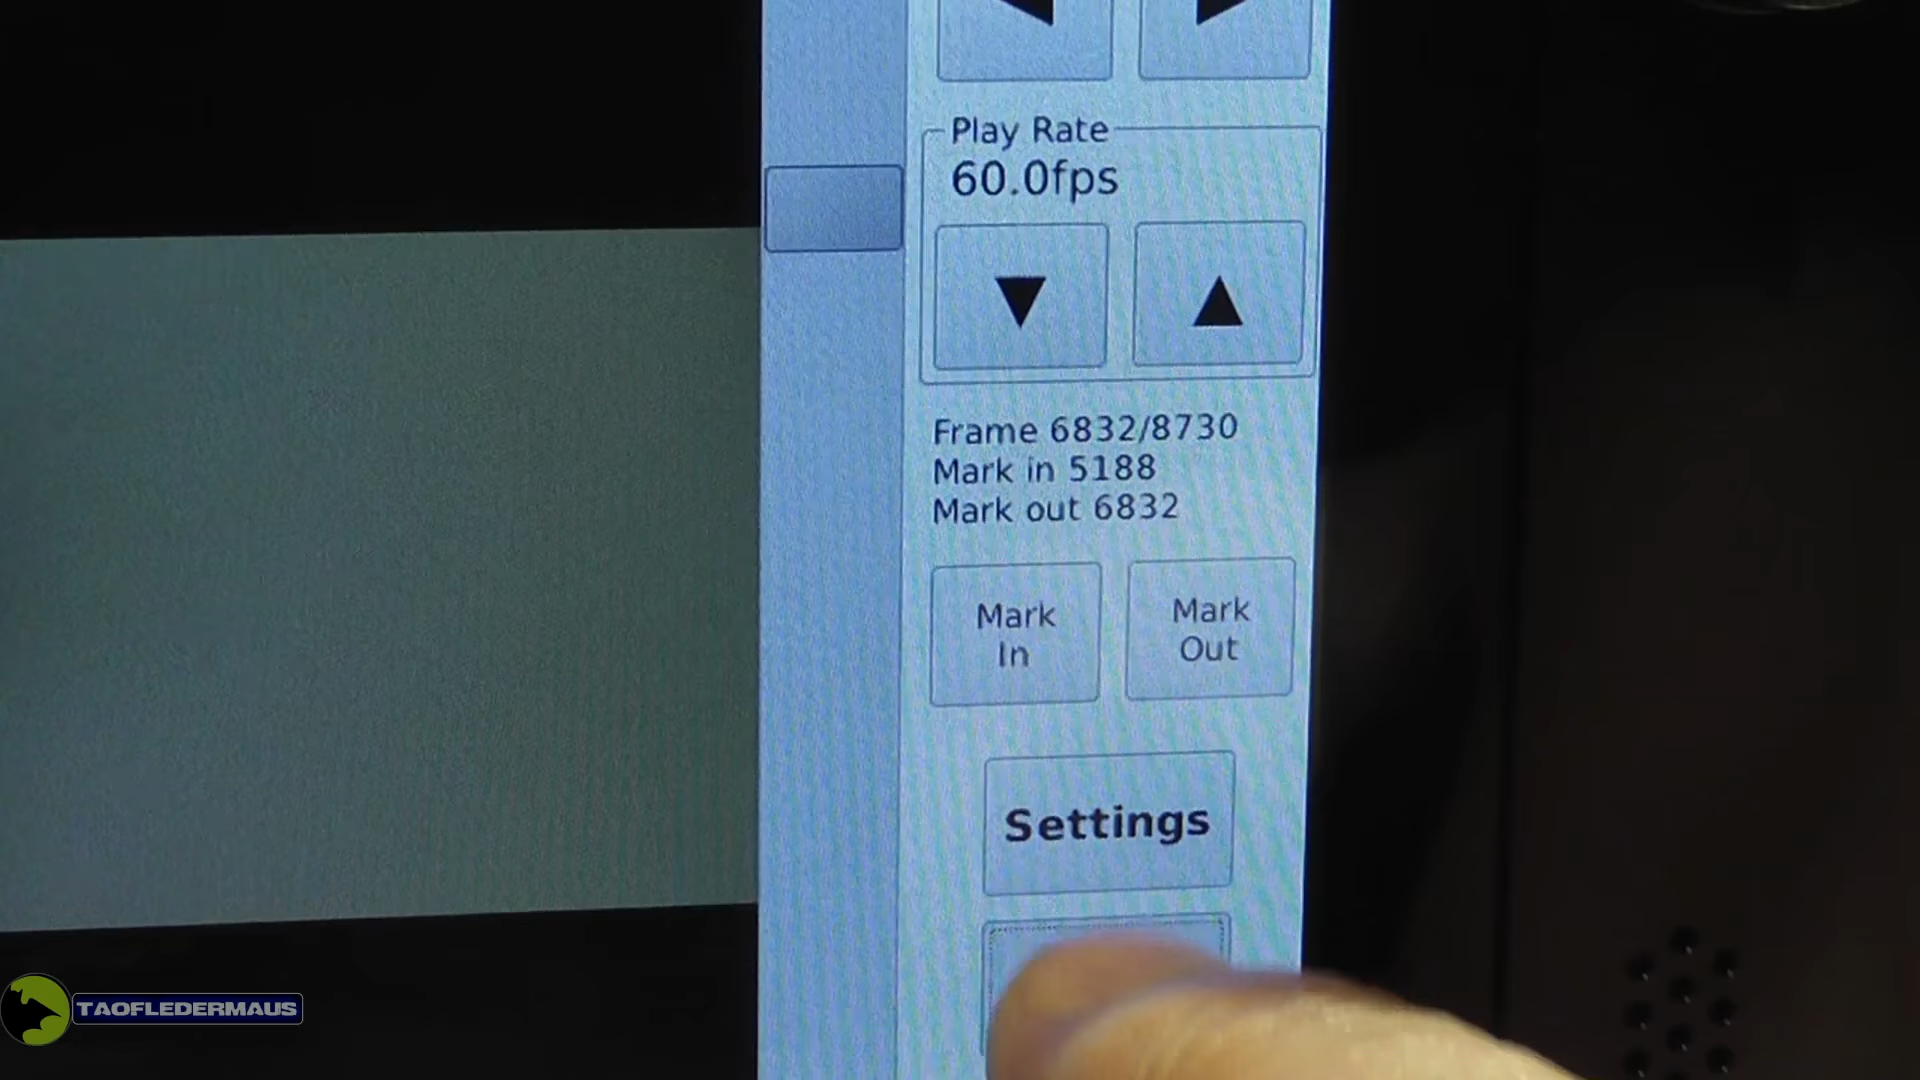 Play Rate
60.0fps
Frame 6832/8730
Mark in 5188
Mark out 6832
Mark
In
Mark
Out
Settings
TAOFLEDERMAUS